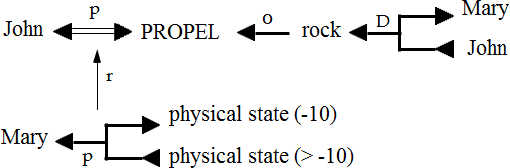 John p PROPEL o rock D Mary
John
r
Mary p physical state (-10)
physical state (> -10)